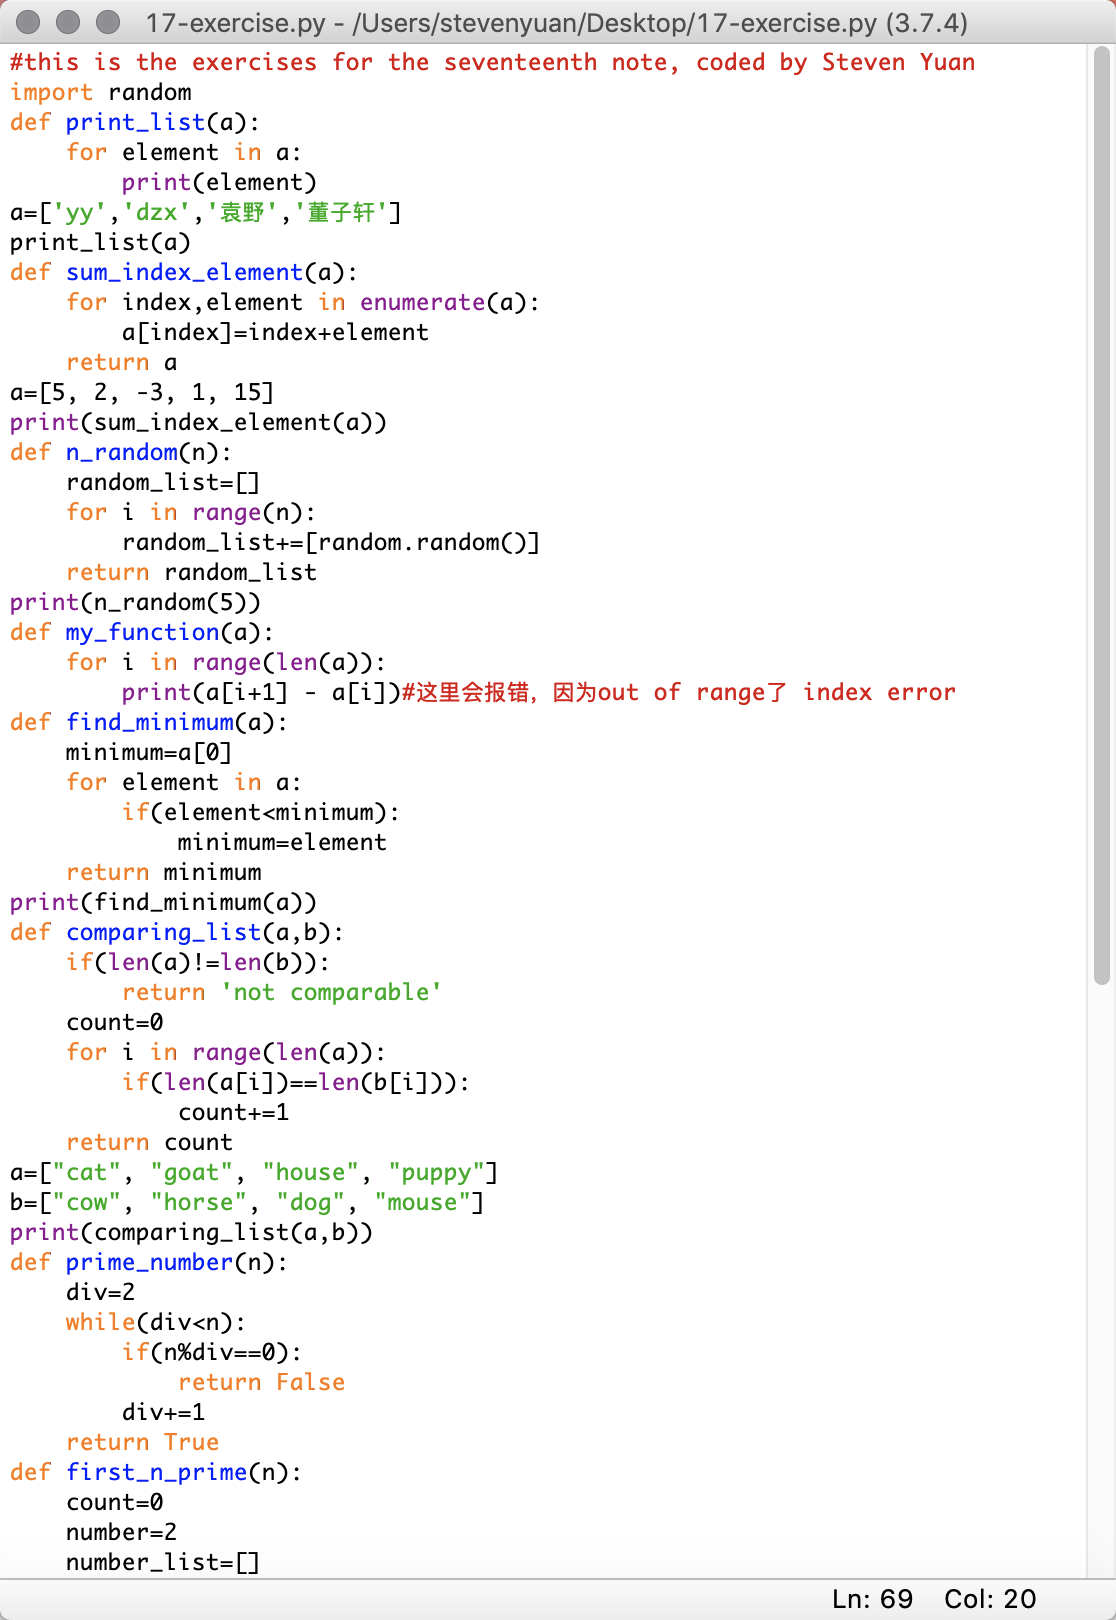 17-exercise.py - /Users/stevenyuan/Desktop/17-exercise.py (3.7.4)
#this is the exercises for the seventeenth note, coded by Steven Yuan
import random
def print_list(a):
    for element in a:
        print(element)
a=['yy','dzx','袁野','董子轩']
print_list(a)
def sum_index_element(a):
    for index,element in enumerate(a):
        a[index]=index+element
    return a
a=[5, 2, -3, 1, 15]
print(sum_index_element(a))
def n_random(n):
    random_list=[]
    for i in range(n):
        random_list+=[random.random()]
    return random_list
print(n_random(5))
def my_function(a):
    for i in range(len(a)):
        print(a[i+1] - a[i])#这里会报错，因为out of range了 index error
def find_minimum(a):
    minimum=a[0]
    for element in a:
        if(element<minimum):
            minimum=element
    return minimum
print(find_minimum(a))
def comparing_list(a,b):
    if(len(a)!=len(b)):
        return 'not comparable'
    count=0
    for i in range(len(a)):
        if(len(a[i])==len(b[i])):
            count+=1
    return count
a=["cat", "goat", "house", "puppy"]
b=["cow", "horse", "dog", "mouse"]
print(comparing_list(a,b))
def prime_number(n):
    div=2
    while(div<n):
        if(n%div==0):
            return False
        div+=1
    return True
def first_n_prime(n):
    count=0
    number=2
    number_list=[]
Ln: 69 Col: 20